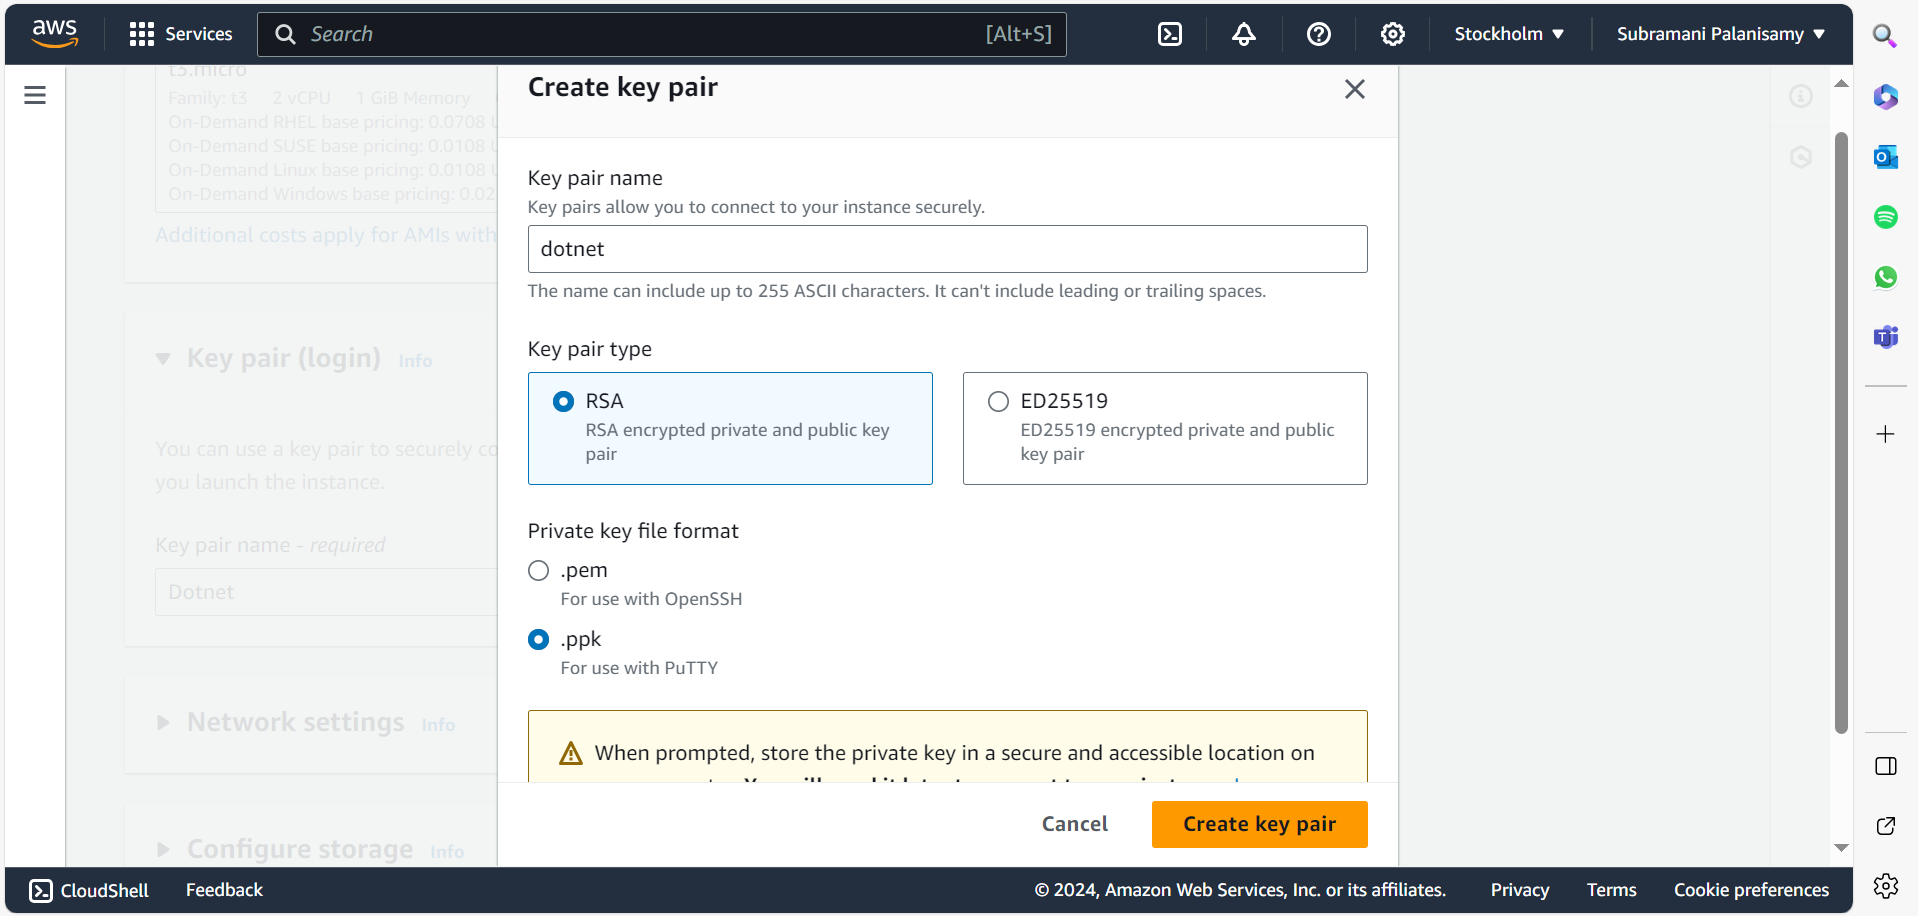 aws
Services
Search
[Alt+S]
Stockholm
Subramani Palanisamy
t3.micro
Family: t3 2 vCPU 1 GiB Memory
On-Demand RHEL base pricing: 0.0708 U
On-Demand SUSE base pricing: 0.0108 U
On-Demand Linux base pricing: 0.0108 U
On-Demand Windows base pricing: 0.02
Additional costs apply for AMIs with
Key pair (login) Info
You can use a key pair to securely co
you launch the instance.
Key pair name - required
Dotnet
Network settings Info
Configure storage Info
Create key pair
Key pair name
Key pairs allow you to connect to your instance securely.
dotnet
The name can include up to 255 ASCII characters. It can't include leading or trailing spaces.
Key pair type
RSA
RSA encrypted private and public key
pair
ED25519
ED25519 encrypted private and public
key pair
Private key file format
.pem
For use with OpenSSH
.ppk
For use with PuTTY
When prompted, store the private key in a secure and accessible location on
Cancel
Create key pair
CloudShell
Feedback
© 2024, Amazon Web Services, Inc. or its affiliates.
Privacy
Terms
Cookie preferences